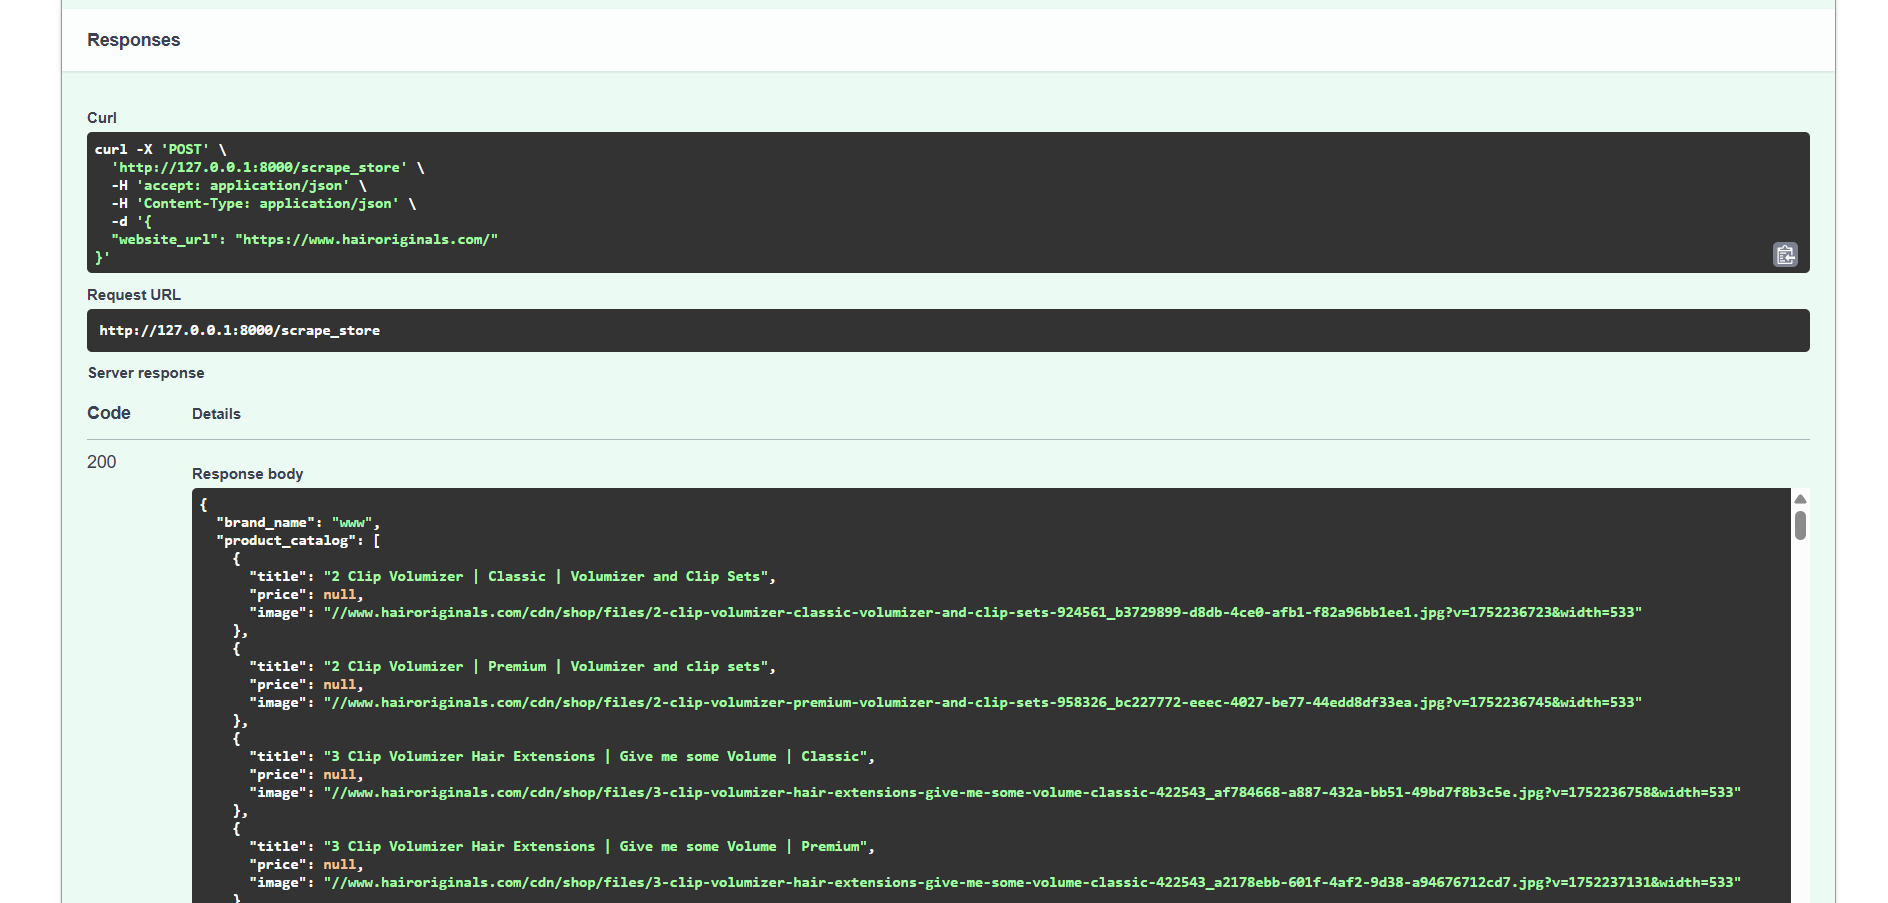 Responses
Curl
curl -X 'POST' \
  'http://127.0.0.1:8000/scrape_store' \
  -H 'accept: application/json' \
  -H 'Content-Type: application/json' \
  -d '{
  "website_url": "https://www.hairoriginals.com/"
}'
Request URL
http://127.0.0.1:8000/scrape_store
Server response
Code Details
200
Response body
{
  "brand_name": "www",
  "product_catalog": [
    {
      "title": "2 Clip Volumizer | Classic | Volumizer and Clip Sets",
      "price": null,
      "image": "//www.hairoriginals.com/cdn/shop/files/2-clip-volumizer-classic-volumizer-and-clip-sets-924561_b3729899-d8db-4ce0-afb1-f82a96bb1ee1.jpg?v=1752236723&width=533"
    },
    {
      "title": "2 Clip Volumizer | Premium | Volumizer and clip sets",
      "price": null,
      "image": "//www.hairoriginals.com/cdn/shop/files/2-clip-volumizer-premium-volumizer-and-clip-sets-958326_bc227772-eeec-4027-be77-44edd8df33ea.jpg?v=1752236745&width=533"
    },
    {
      "title": "3 Clip Volumizer Hair Extensions | Give me some Volume | Classic",
      "price": null,
      "image": "//www.hairoriginals.com/cdn/shop/files/3-clip-volumizer-hair-extensions-give-me-some-volume-classic-422543_af784668-a887-432a-bb51-49bd7f8b3c5e.jpg?v=1752236758&width=533"
    },
    {
      "title": "3 Clip Volumizer Hair Extensions | Give me some Volume | Premium",
      "price": null,
      "image": "//www.hairoriginals.com/cdn/shop/files/3-clip-volumizer-hair-extensions-give-me-some-volume-classic-422543_a2178ebb-601f-4af2-9d38-a94676712cd7.jpg?v=1752237131&width=533"
    }